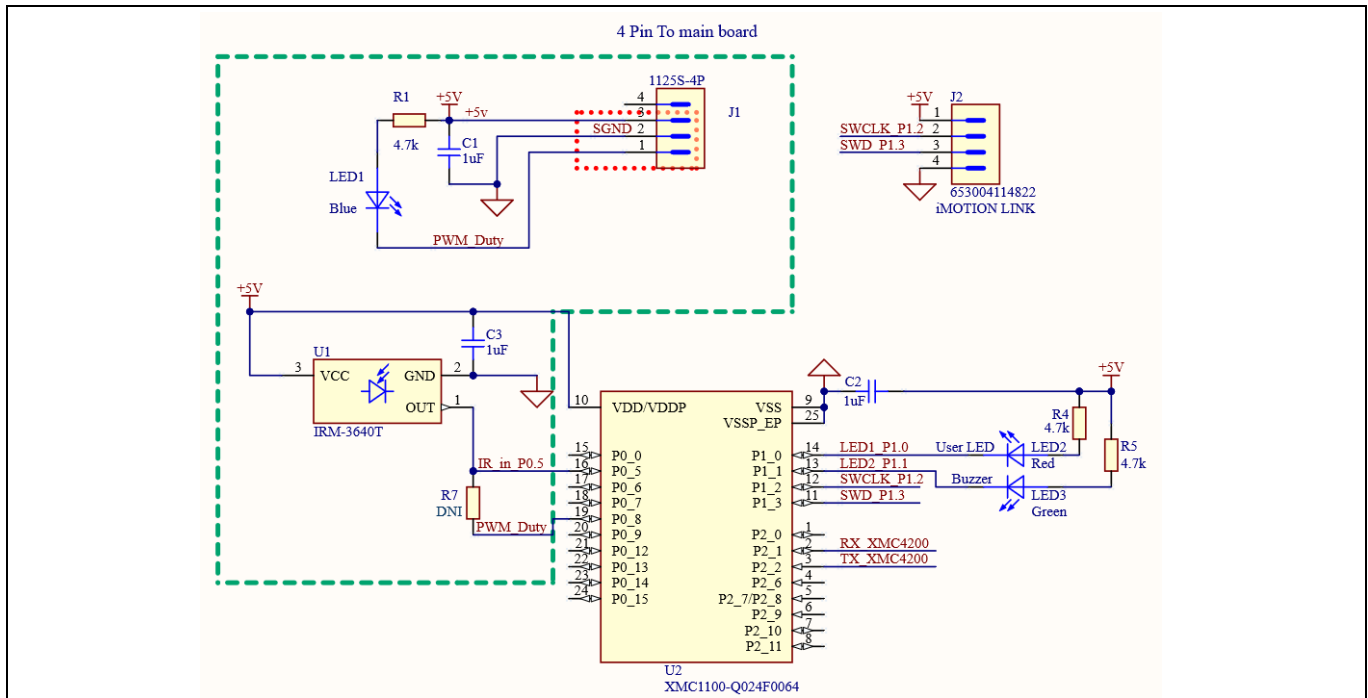 4 Pin To main board
1125S-4P
J1
4
3
SGND 2
1
R1
4.7k
+5V
+5v
C1
1uF
LED1
Blue
PWM_Duty
+5V
J2
1
SWCLK_P1.2 2
SWD_P1.3 3
4
653004114822
iMOTION LINK
+5V
C3
1uF
U1
3 VCC GND 2
OUT 1
IRM-3640T
IR_in_P0.5
R7
DNI
PWM_Duty
10 VDD/VDDP VSS 9
VSSP_EP 25
15 P0_0 P1_0 14 LED1_P1.0
16 P0_5 P1_1 13 LED2_P1.1
17 P0_6 P1_2 12 SWCLK_P1.2
18 P0_7 P1_3 11 SWD_P1.3
19 P0_8
20 P0_9 P2_0 1
21 P0_12 P2_1 2 RX_XMC4200
22 P0_13 P2_2 3 TX_XMC4200
23 P0_14 P2_6 4
24 P0_15 P2_7/P2_8 5
P2_9 6
P2_10 7
P2_11 8
U2
XMC1100-Q024F0064
C2
1uF
+5V
R4
4.7k
R5
4.7k
User LED LED2
Red
Buzzer LED3
Green